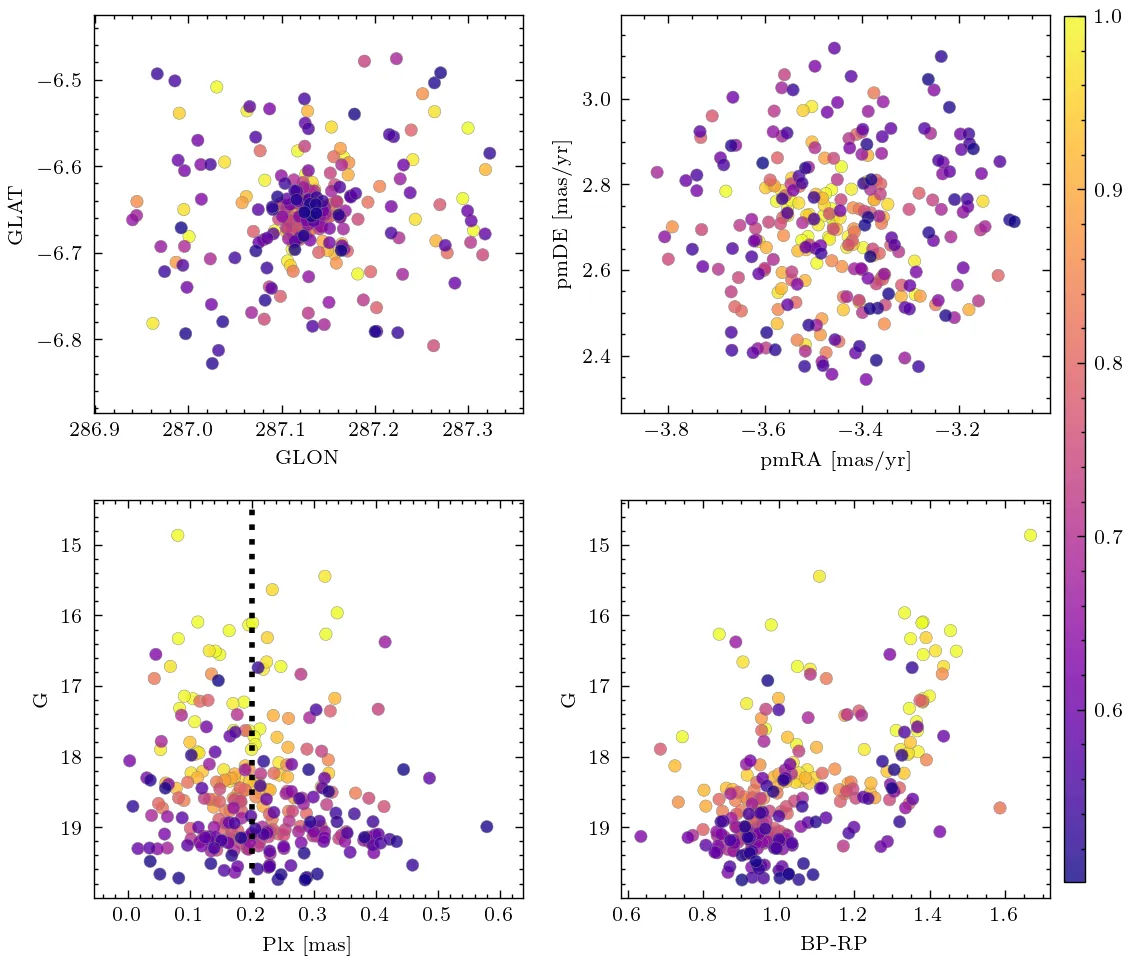 −6.5
−6.6
−6.7
−6.8
GLAT
286.9 287.0 287.1 287.2 287.3
GLON
3.0
2.8
2.6
2.4
pmDE [mas/yr]
−3.8 −3.6 −3.4 −3.2
pmRA [mas/yr]
15
16
17
18
19
G
0.0 0.1 0.2 0.3 0.4 0.5 0.6
Plx [mas]
15
16
17
18
19
G
0.6 0.8 1.0 1.2 1.4 1.6
BP-RP
1.0
0.9
0.8
0.7
0.6